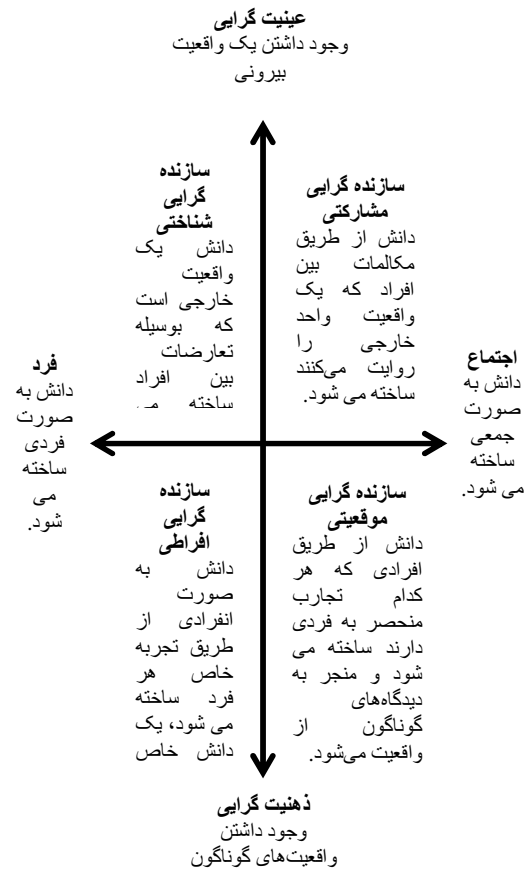 عینیت گرایی
وجود داشتن یک واقعیت
بیرونی
سازنده گرایی
مشارکتی
دانش از طریق
مکالمات بین
افراد که یک
واقعیت واحد
خارجی را
روایت می‌کنند
ساخته می شود.
سازنده
گرایی
شناختی
دانش یک
واقعیت
خارجی است
که بوسیله
تعارضات
بین افراد
ساخته می
اجتماع
دانش به
صورت
جمعی
ساخته
می شود.
فرد
دانش به
صورت
فردی
ساخته
می
شود.
سازنده گرایی
موقعیتی
دانش از طریق
افرادی که هر
کدام تجارب
منحصر به فردی
دارند ساخته می
شود و منجر به
دیدگاه‌های
گوناگون از
واقعیت می‌شود.
سازنده
گرایی
افراطی
دانش به
صورت
انفرادی از
طریق تجربه
خاص هر
فرد ساخته
می شود، یک
دانش خاص
ذهنیت گرایی
وجود داشتن
واقعیت‌های گوناگون